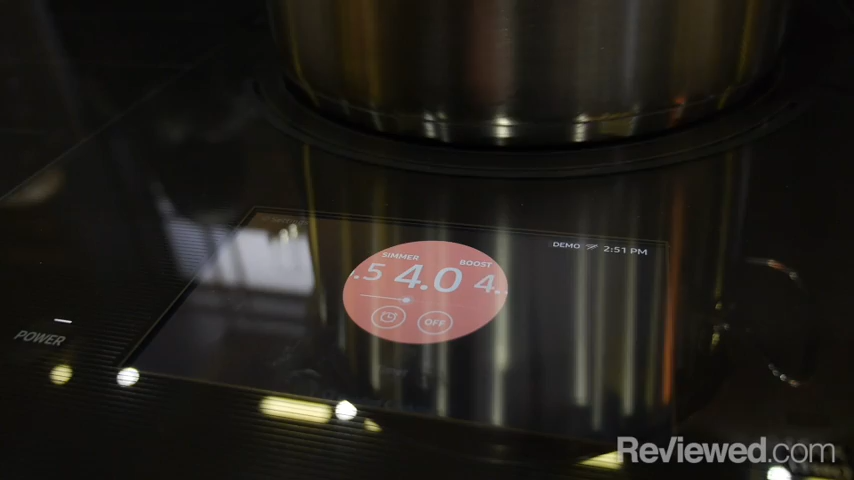 DEMO 2:51 PM
SIMMER BOOST
.5 4.0 4.
OFF
POWER
Reviewed.com